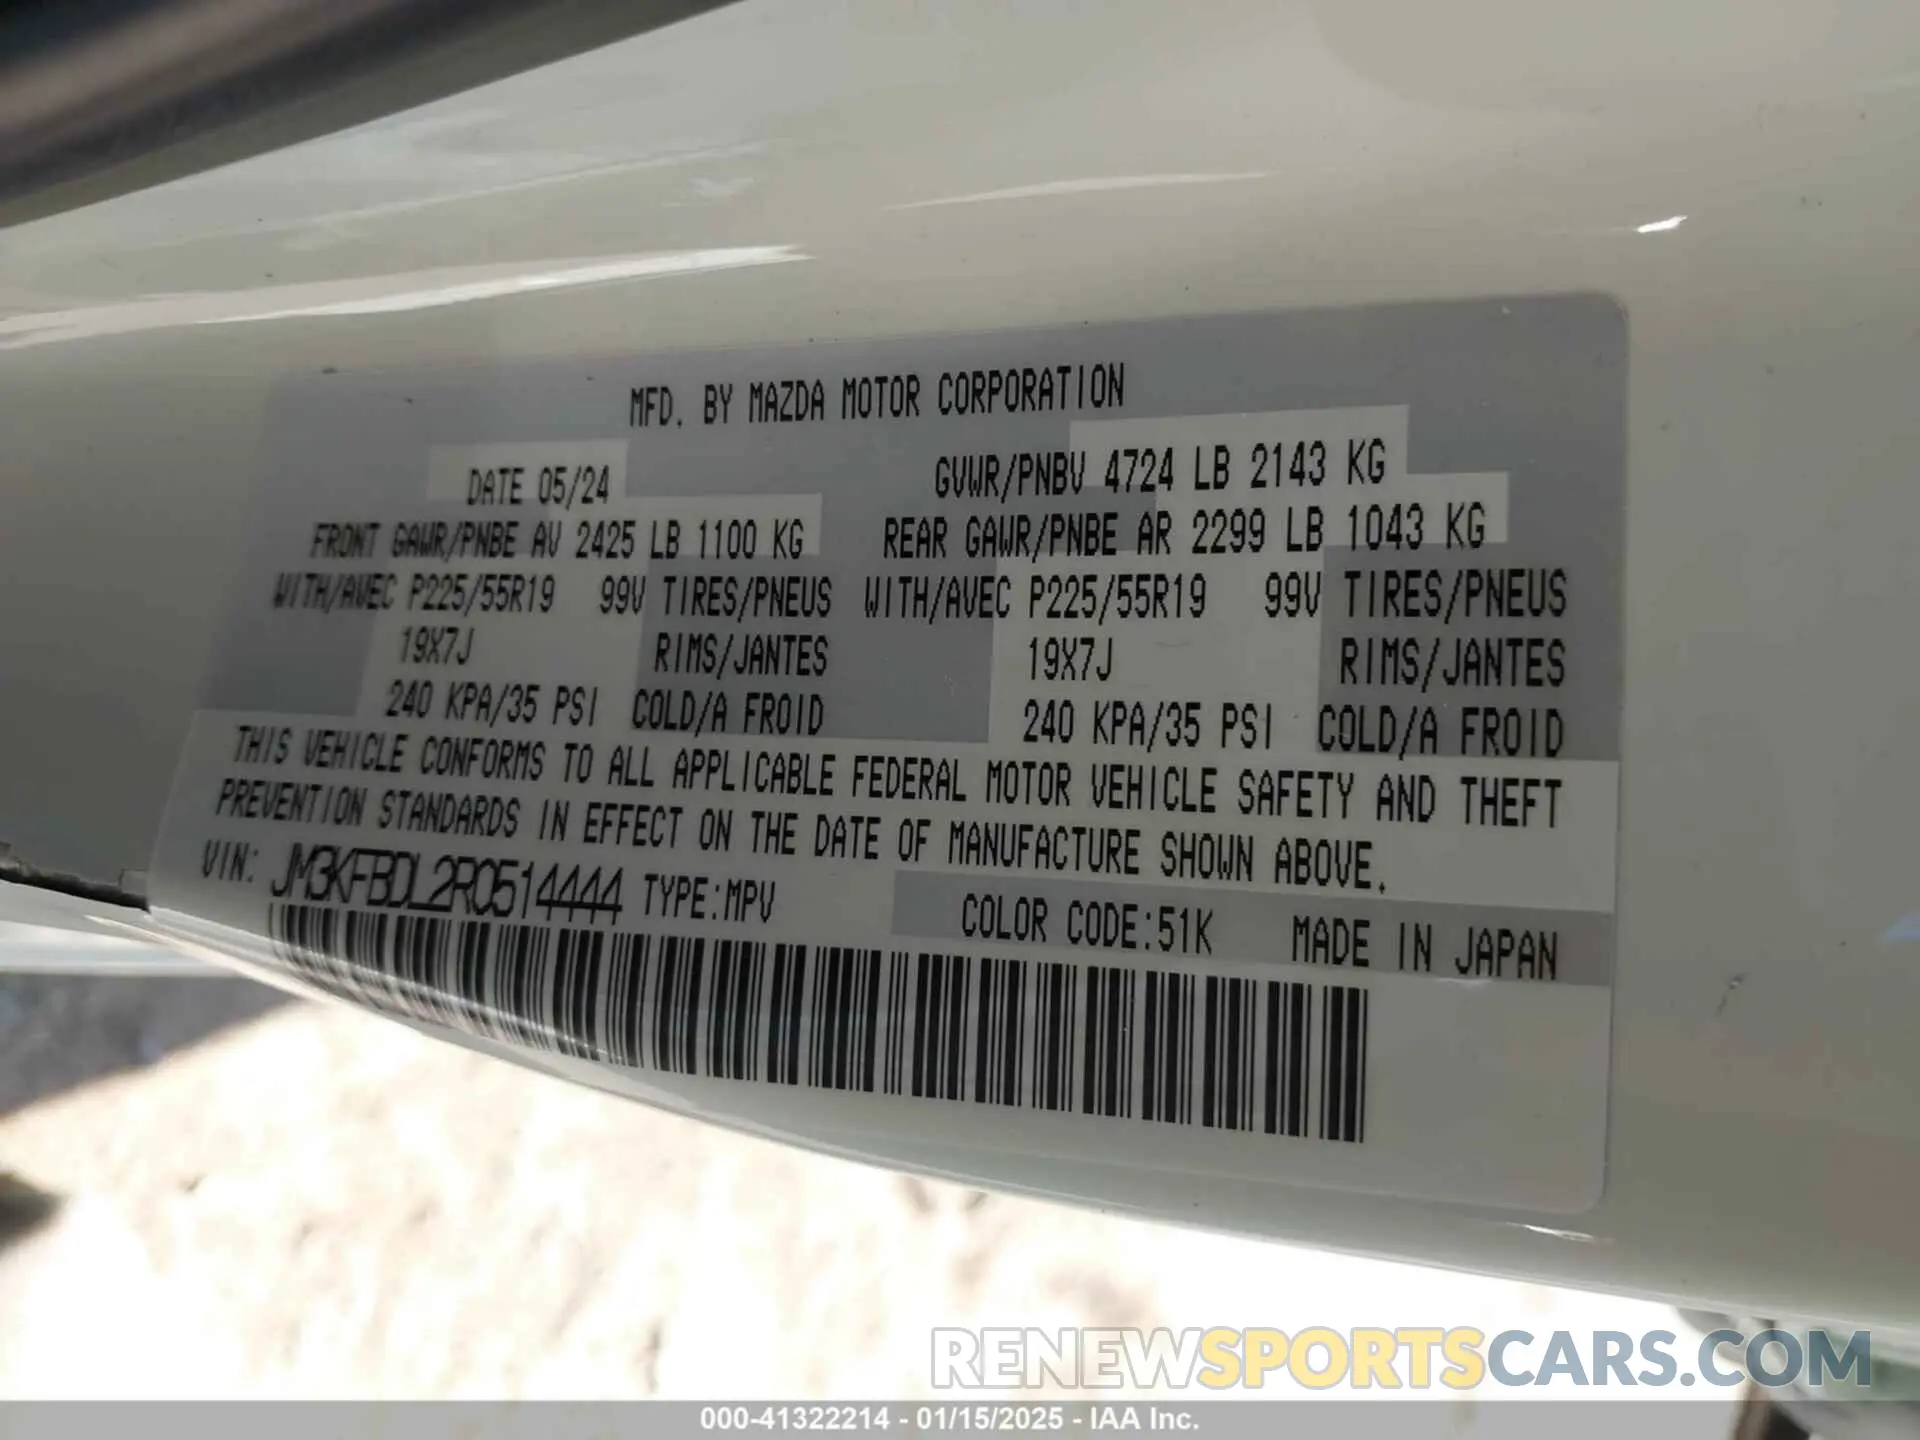 MFD. BY MAZDA MOTOR CORPORATION
DATE 05/24 GVWR/PNBV 4724 LB 2143 KG
FRONT GAWR/PNBE AV 2425 LB 1100 KG REAR GAWR/PNBE AR 2299 LB 1043 KG
WITH/AVEC P225/55R19 99V TIRES/PNEUS WITH/AVEC P225/55R19 99V TIRES/PNEUS
19X7J RIMS/JANTES 19X7J RIMS/JANTES
240 KPA/35 PSI COLD/A FROID 240 KPA/35 PSI COLD/A FROID
THIS VEHICLE CONFORMS TO ALL APPLICABLE FEDERAL MOTOR VEHICLE SAFETY AND THEFT
PREVENTION STANDARDS IN EFFECT ON THE DATE OF MANUFACTURE SHOWN ABOVE.
VIN: JM3KFBDL2R0514444 TYPE:MPV COLOR CODE:51K MADE IN JAPAN
RENEWSPORTSCARS.COM
000-41322214 - 01/15/2025 - IAA Inc.